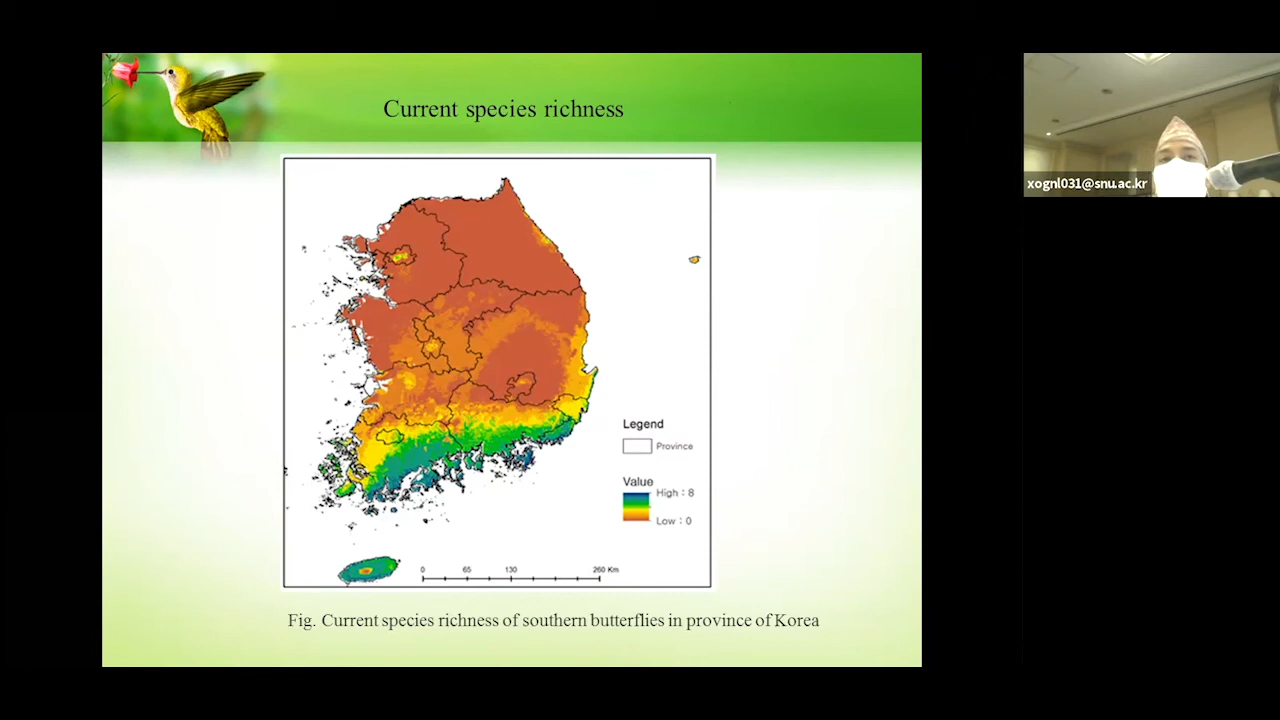 Current species richness
xognl031@snu.ac.kr
Legend
Province
Value
High : 8
Low : 0
0 65 130 260 Km
Fig. Current species richness of southern butterflies in province of Korea